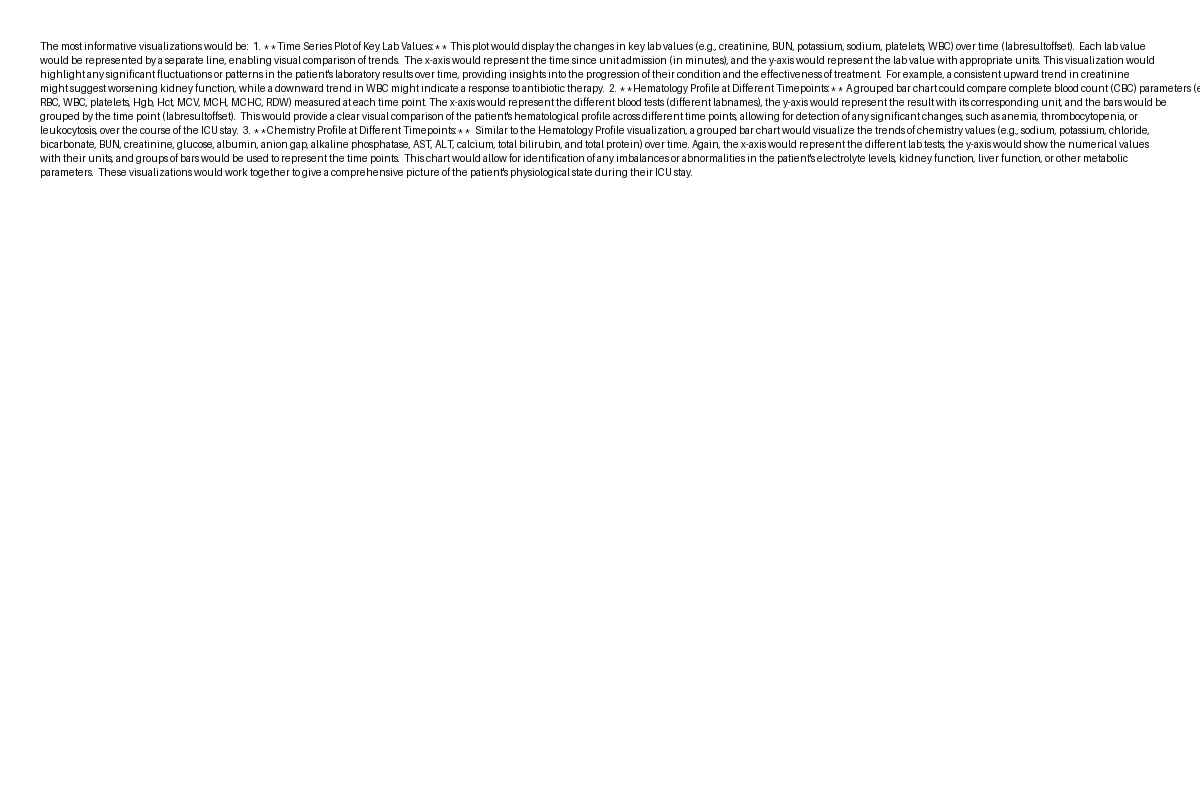 The most informative visualizations would be:  1. **Time Series Plot of Key Lab Values:** This plot would display the changes in key lab values (e.g., creatinine, BUN, potassium, sodium, platelets, WBC) over time (labresultoffset).  Each lab value
would be represented by a separate line, enabling visual comparison of trends.  The x-axis would represent the time since unit admission (in minutes), and the y-axis would represent the lab value with appropriate units. This visualization would
highlight any significant fluctuations or patterns in the patient's laboratory results over time, providing insights into the progression of their condition and the effectiveness of treatment.  For example, a consistent upward trend in creatinine
might suggest worsening kidney function, while a downward trend in WBC might indicate a response to antibiotic therapy.  2. **Hematology Profile at Different Timepoints:** A grouped bar chart could compare complete blood count (CBC) parameters (e
RBC, WBC, platelets, Hgb, Hct, MCV, MCH, MCHC, RDW) measured at each time point. The x-axis would represent the different blood tests (different labnames), the y-axis would represent the result with its corresponding unit, and the bars would be
grouped by the time point (labresultoffset).  This would provide a clear visual comparison of the patient's hematological profile across different time points, allowing for detection of any significant changes, such as anemia, thrombocytopenia, or
leukocytosis, over the course of the ICU stay.  3. **Chemistry Profile at Different Timepoints:**  Similar to the Hematology Profile visualization, a grouped bar chart would visualize the trends of chemistry values (e.g., sodium, potassium, chloride,
bicarbonate, BUN, creatinine, glucose, albumin, anion gap, alkaline phosphatase, AST, ALT, calcium, total bilirubin, and total protein) over time. Again, the x-axis would represent the different lab tests, the y-axis would show the numerical values
with their units, and groups of bars would be used to represent the time points.  This chart would allow for identification of any imbalances or abnormalities in the patient's electrolyte levels, kidney function, liver function, or other metabolic
parameters.  These visualizations would work together to give a comprehensive picture of the patient's physiological state during their ICU stay.